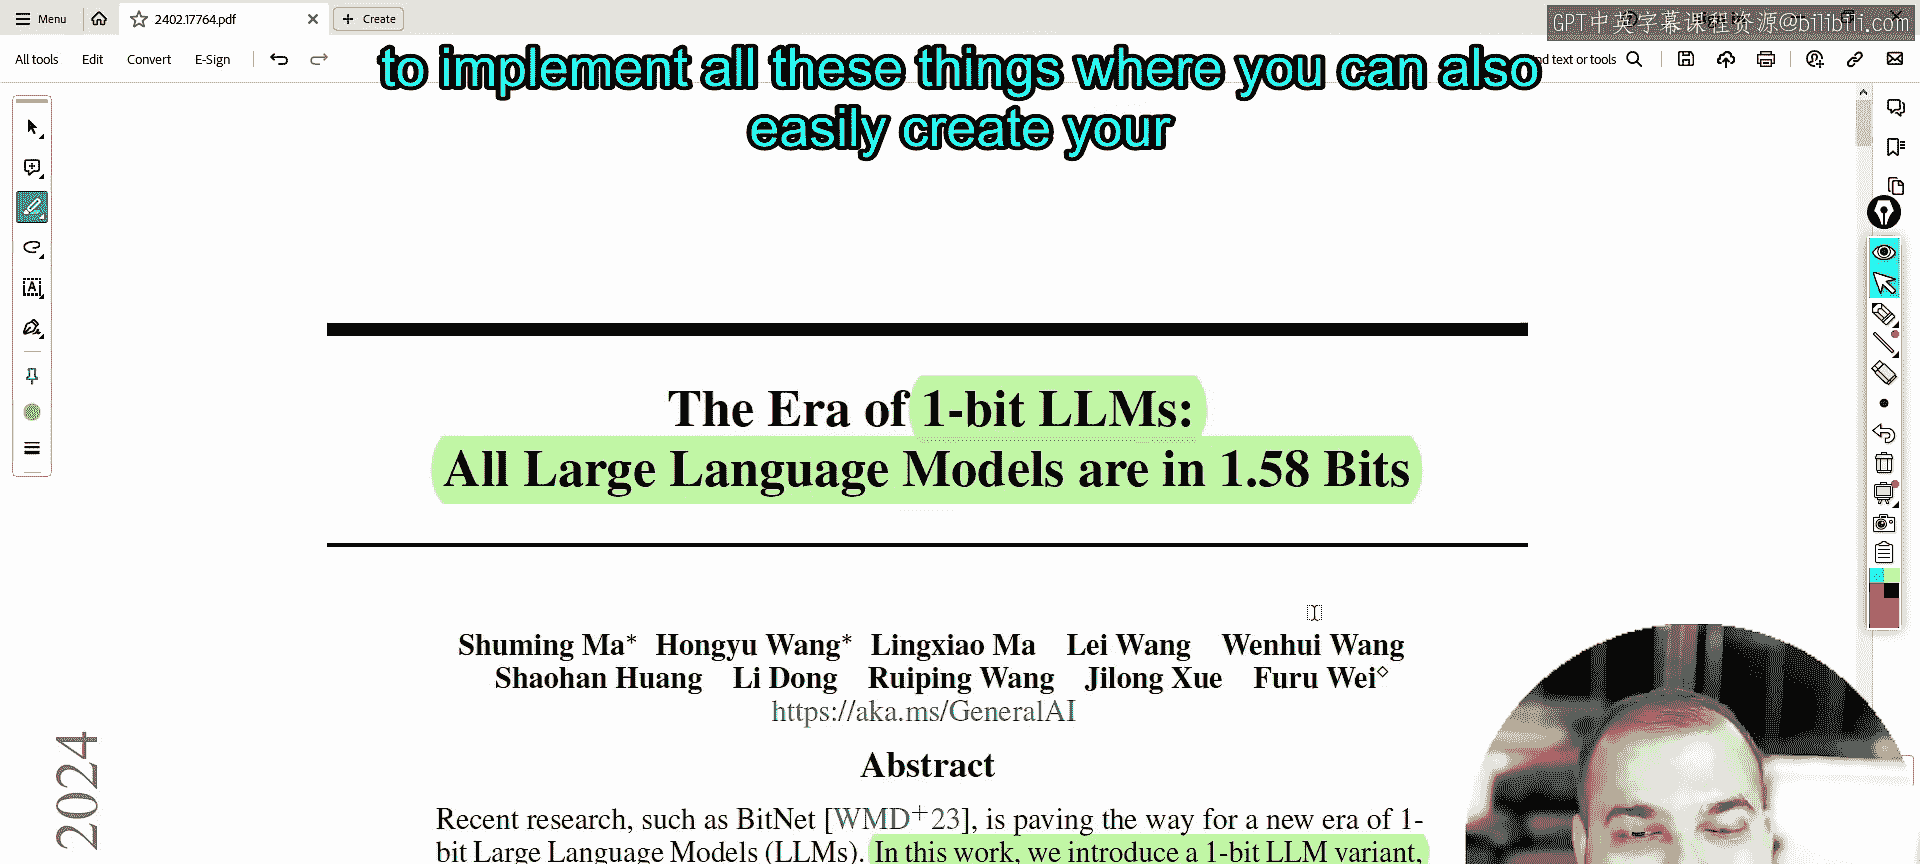 Menu
2402.17764.pdf
Create
GPT中英字幕课程资源@bilibili.com
All tools
Edit
Convert
E-Sign
nd text or tools
to implement all these things where you can also
easily create your
The Era of 1-bit LLMs:
All Large Language Models are in 1.58 Bits
Shuming Ma* Hongyu Wang* Lingxiao Ma Lei Wang Wenhui Wang
Shaohan Huang Li Dong Ruiping Wang Jilong Xue Furu Wei◇
https://aka.ms/GeneralAI
Abstract
Recent research, such as BitNet [WMD+23], is paving the way for a new era of 1-
bit Large Language Models (LLMs). In this work, we introduce a 1-bit LLM variant,
2024